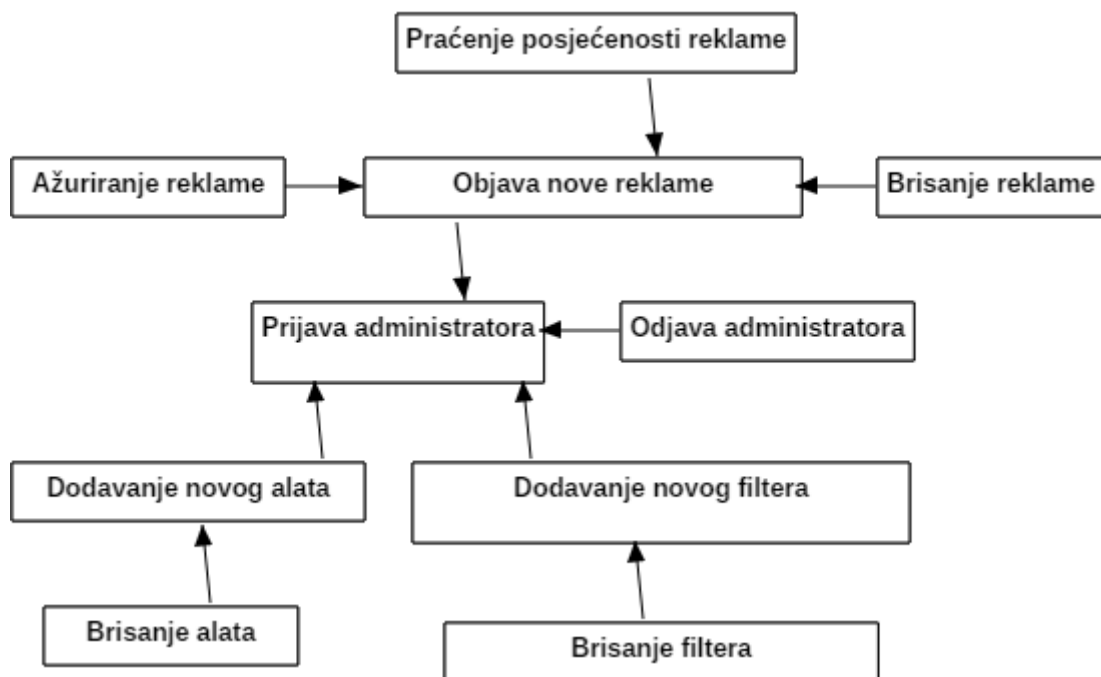 Praćenje posjećenosti reklame
Ažuriranje reklame
Objava nove reklame
Brisanje reklame
Prijava administratora
Odjava administratora
Dodavanje novog alata
Dodavanje novog filtera
Brisanje alata
Brisanje filtera